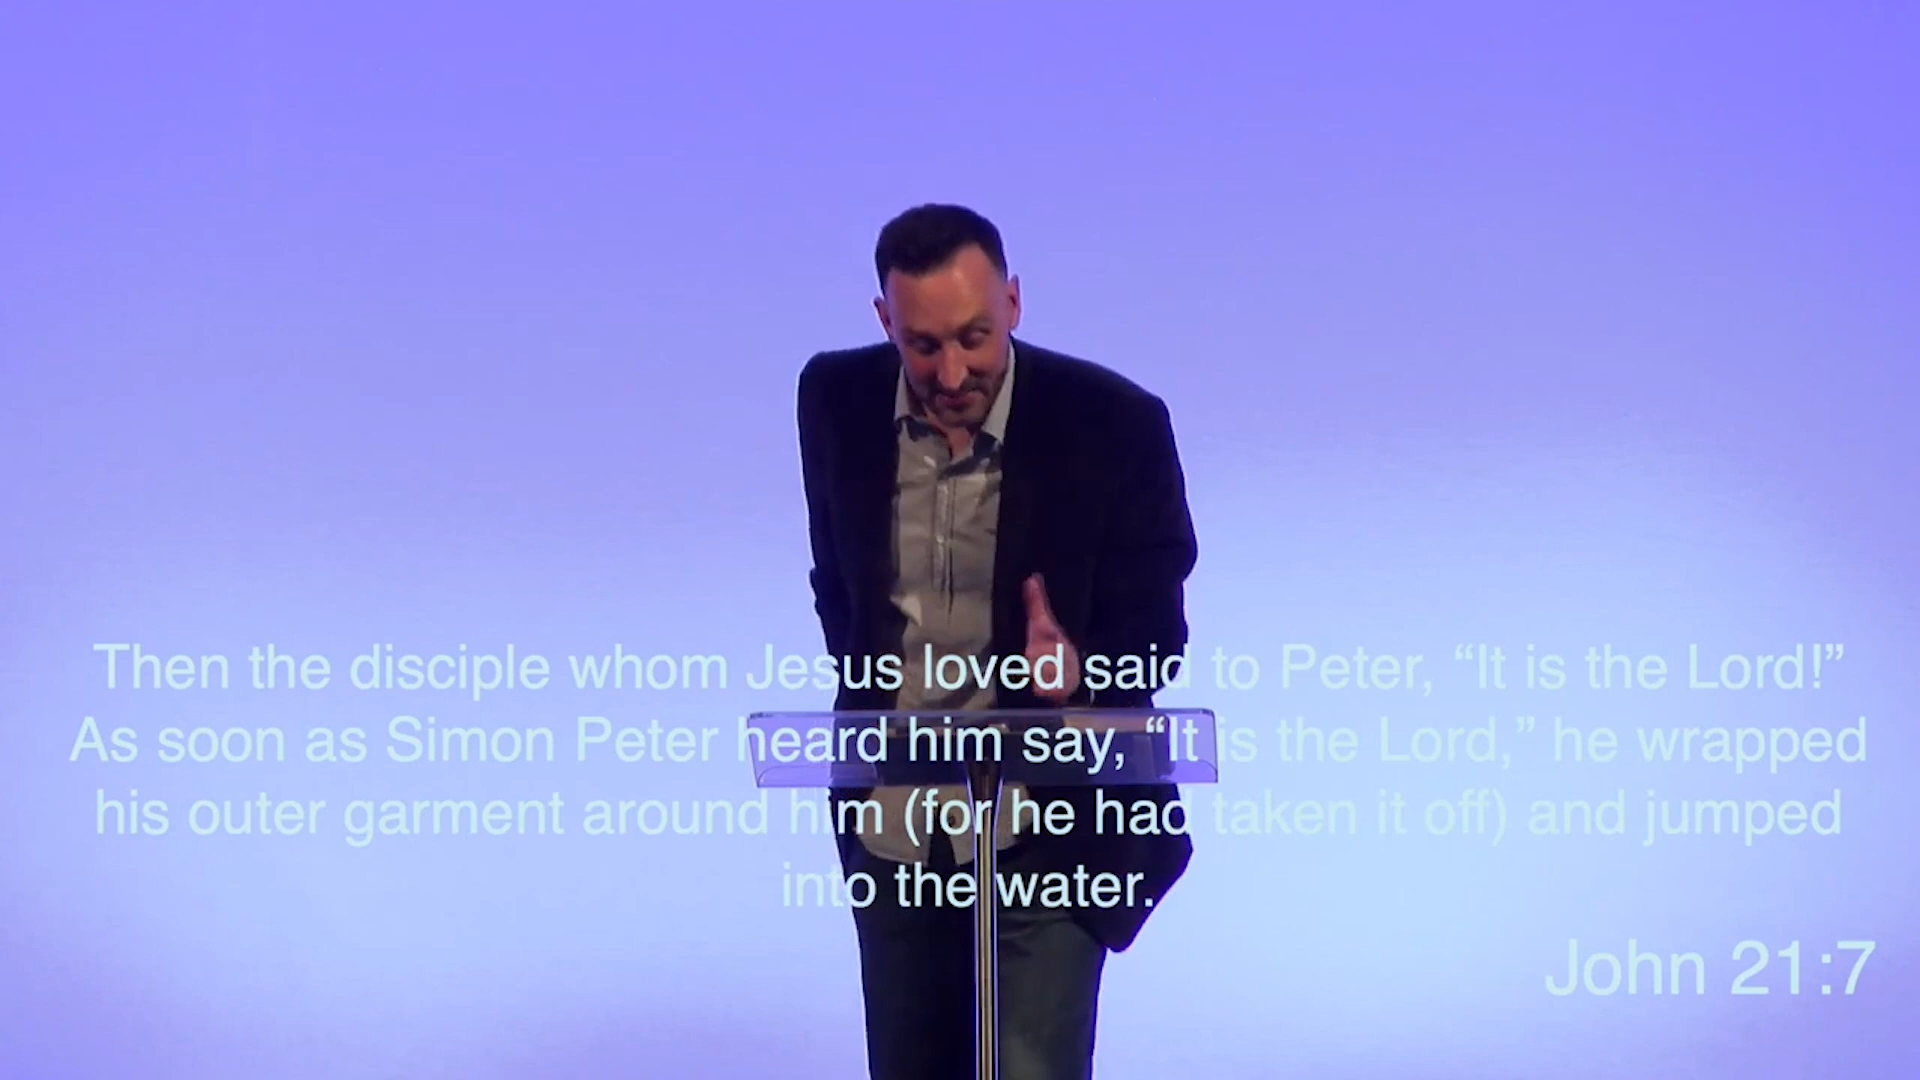 Then the disciple whom Jesus loved said to Peter, “It is the Lord!”
As soon as Simon Peter heard him say, “It is the Lord,” he wrapped
his outer garment around him (for he had taken it off) and jumped
into the water.
John 21:7